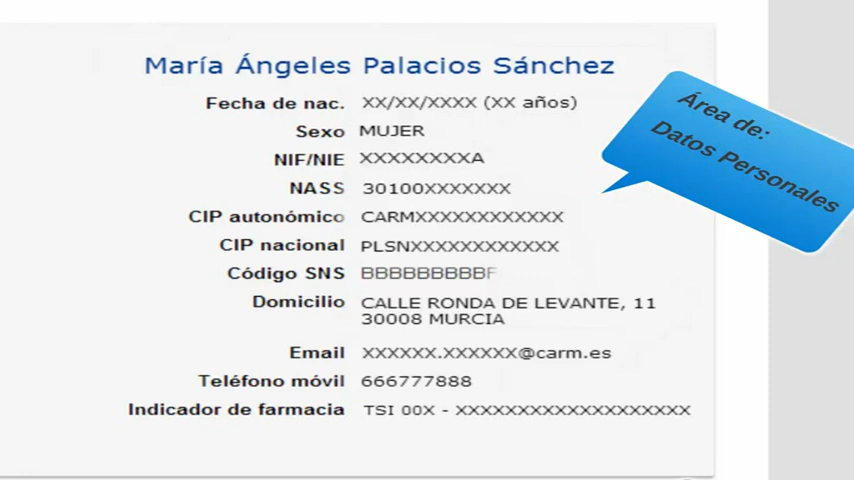 María Ángeles Palacios Sánchez
Fecha de nac. XX/XX/XXXX (XX años)
Sexo MUJER
NIF/NIE XXXXXXXXA
NASS 30100XXXXXXX
CIP autonómico CARMXXXXXXXXXXXX
CIP nacional PLSNXXXXXXXXXXXX
Código SNS BBBBBBBBBF
Domicilio CALLE RONDA DE LEVANTE, 11
30008 MURCIA
Email XXXXXX.XXXXXX@carm.es
Teléfono móvil 666777888
Indicador de farmacia TSI 00X - XXXXXXXXXXXXXXXXXXX
Área de:
Datos Personales